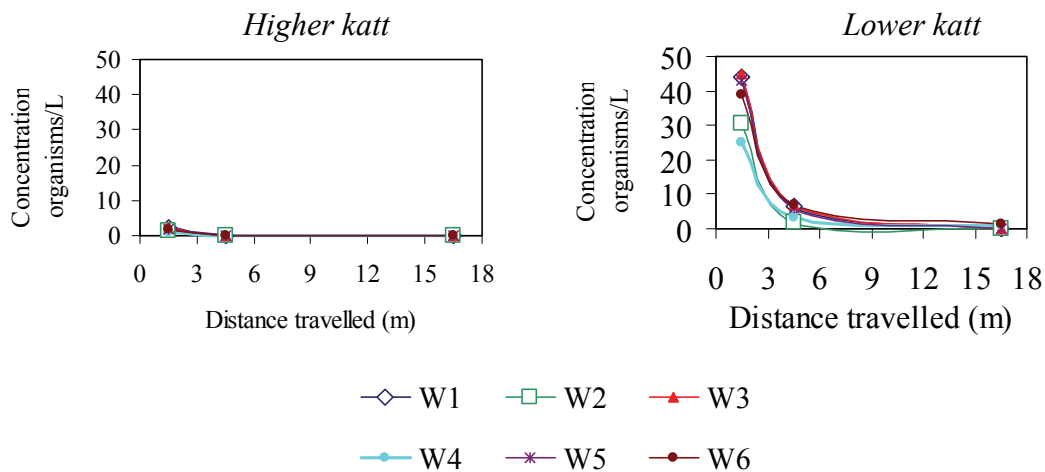 Higher katt
50
40
30
20
10
0
Concentration
organisms/L
0 3 6 9 12 15 18
Distance travelled (m)
Lower katt
50
40
30
20
10
0
Concentration
organisms/L
0 3 6 9 12 15 18
Distance travelled (m)
W1 W2 W3
W4 W5 W6